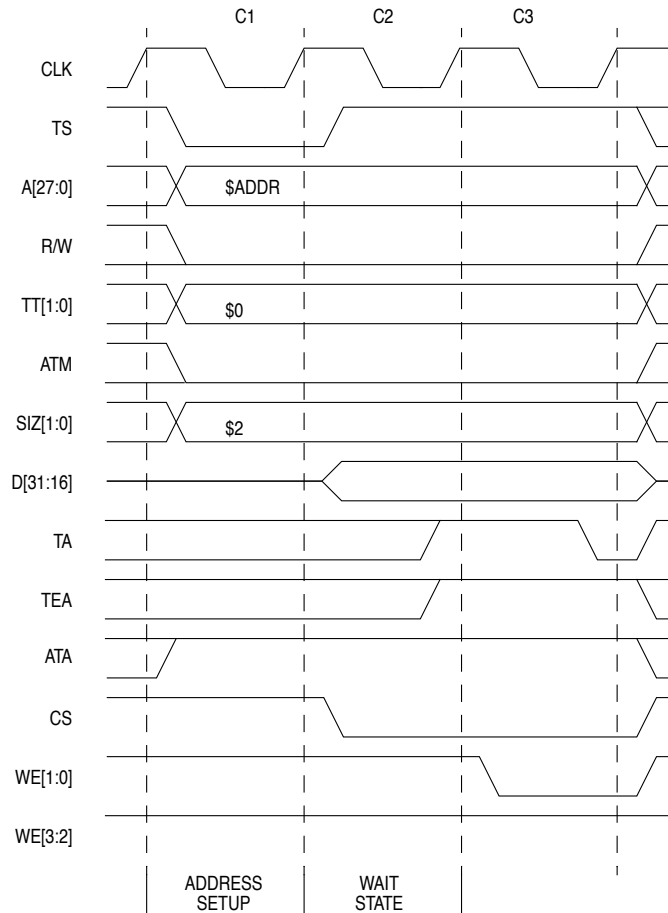 C1 C2 C3
CLK
TS
A[27:0] $ADDR
R/W
TT[1:0] $0
ATM
SIZ[1:0] $2
D[31:16]
TA
TEA
ATA
CS
WE[1:0]
WE[3:2]
ADDRESS WAIT
SETUP STATE